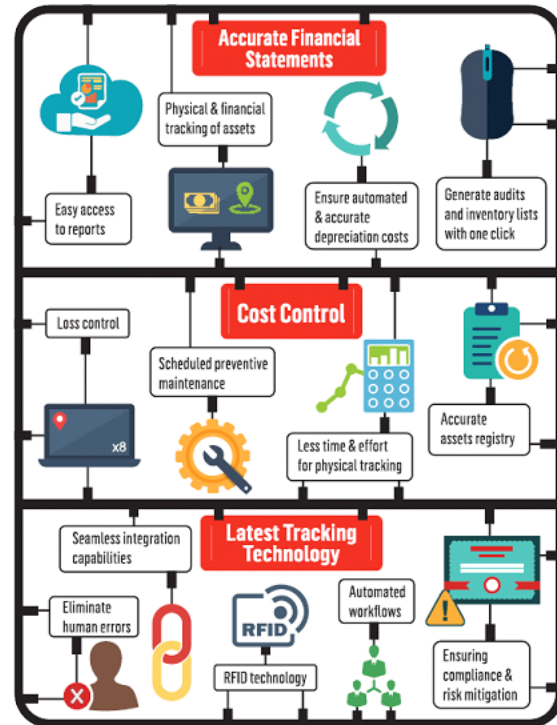 Accurate Financial
Statements
Physical & financial
tracking of assets
Easy access
to reports
Ensure automated
& accurate
depreciation costs
Generate audits
and inventory lists
with one click
Cost Control
Loss control
x8
Scheduled preventive
maintenance
Less time & effort
for physical tracking
Accurate
assets registry
Latest Tracking
Technology
Seamless integration
capabilities
Eliminate
human errors
RFID
RFID technology
Automated
workflows
Ensuring
compliance &
risk mitigation